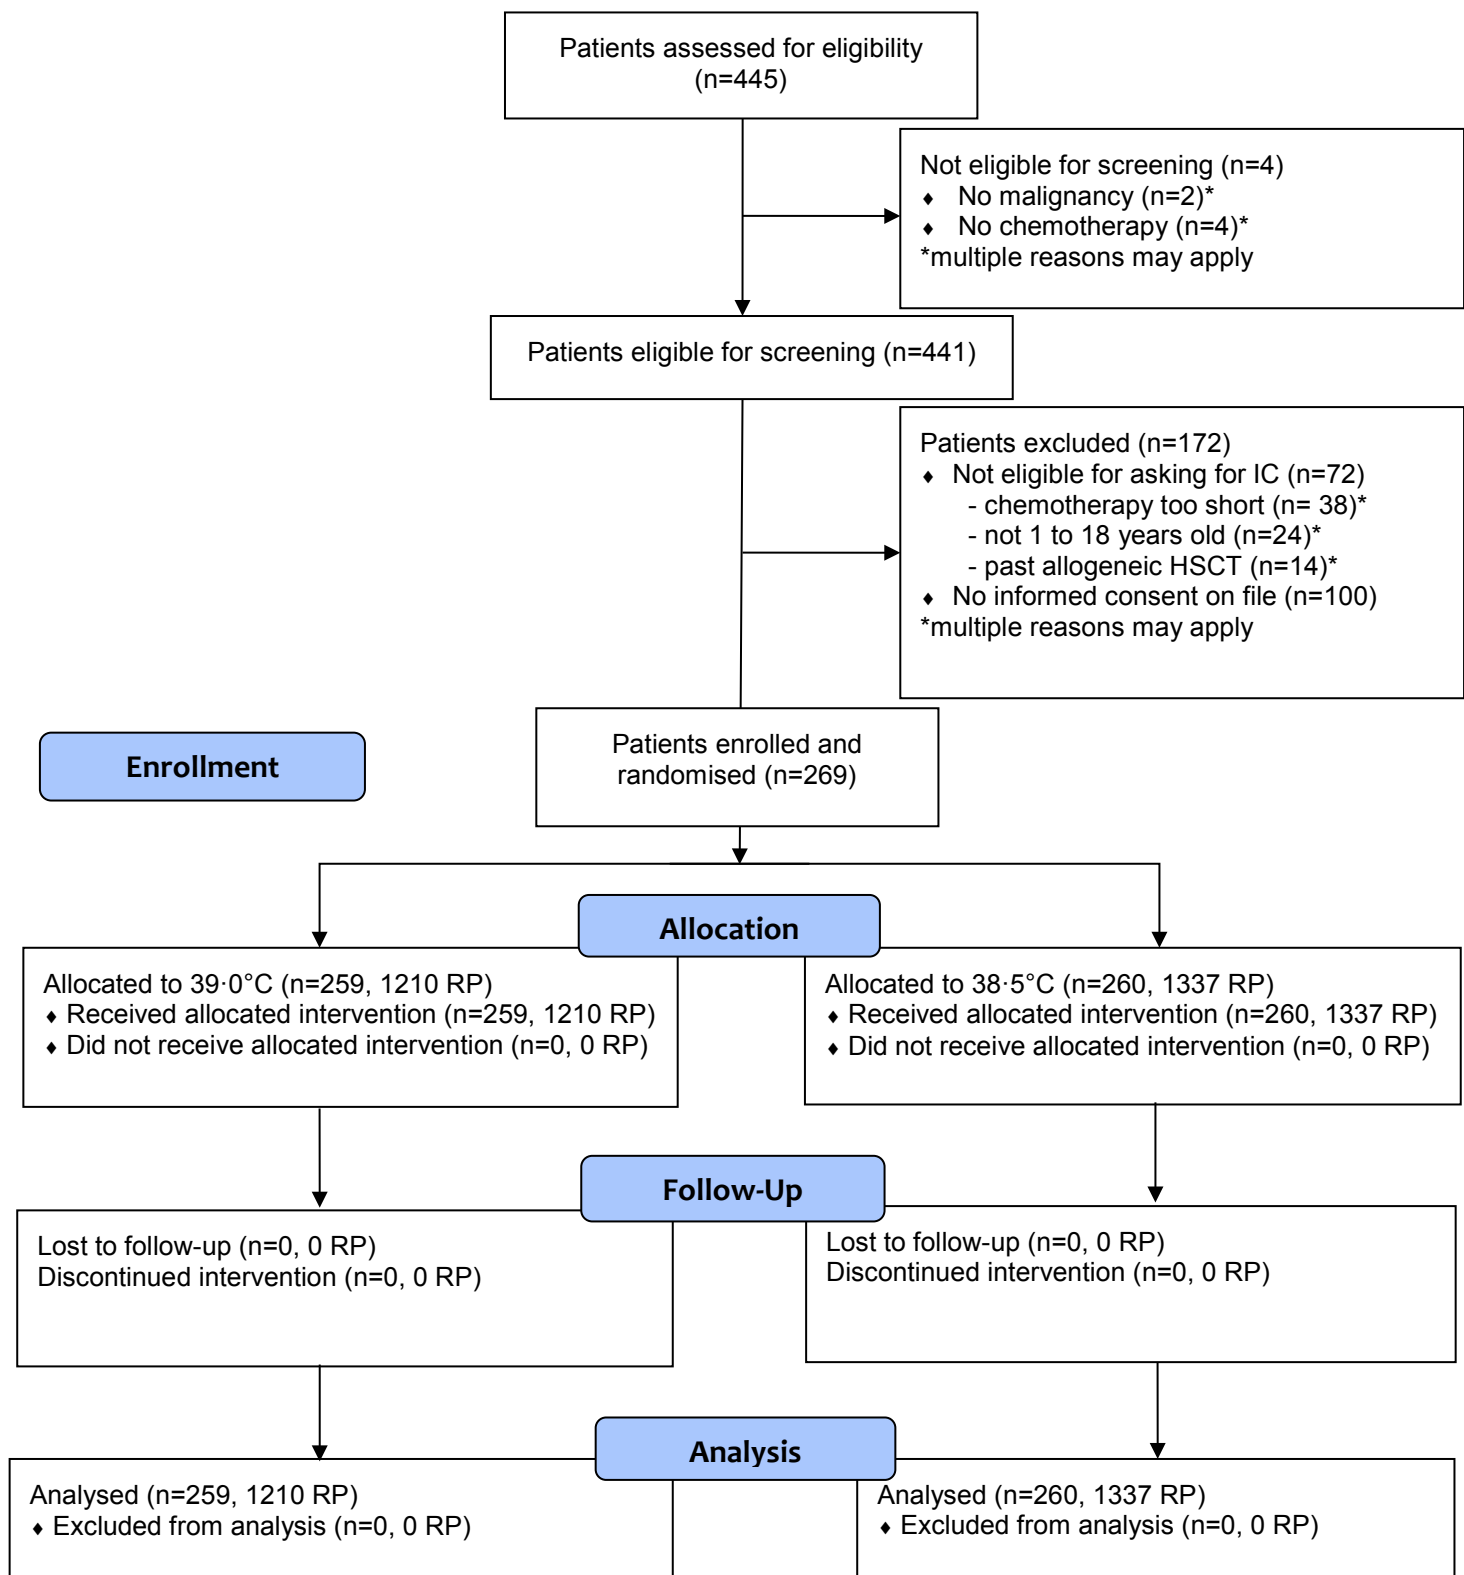 Patients assessed for eligibility
(n=445)
Not eligible for screening (n=4)
♦ No malignancy (n=2)*
♦ No chemotherapy (n=4)*
*multiple reasons may apply
Patients eligible for screening (n=441)
Patients excluded (n=172)
♦ Not eligible for asking for IC (n=72)
- chemotherapy too short (n= 38)*
- not 1 to 18 years old (n=24)*
- past allogeneic HSCT (n=14)*
♦ No informed consent on file (n=100)
*multiple reasons may apply
Enrollment
Patients enrolled and
randomised (n=269)
Allocation
Allocated to 39·0°C (n=259, 1210 RP)
♦ Received allocated intervention (n=259, 1210 RP)
♦ Did not receive allocated intervention (n=0, 0 RP)
Allocated to 38·5°C (n=260, 1337 RP)
♦ Received allocated intervention (n=260, 1337 RP)
♦ Did not receive allocated intervention (n=0, 0 RP)
Follow-Up
Lost to follow-up (n=0, 0 RP)
Discontinued intervention (n=0, 0 RP)
Lost to follow-up (n=0, 0 RP)
Discontinued intervention (n=0, 0 RP)
Analysis
Analysed (n=259, 1210 RP)
♦ Excluded from analysis (n=0, 0 RP)
Analysed (n=260, 1337 RP)
♦ Excluded from analysis (n=0, 0 RP)